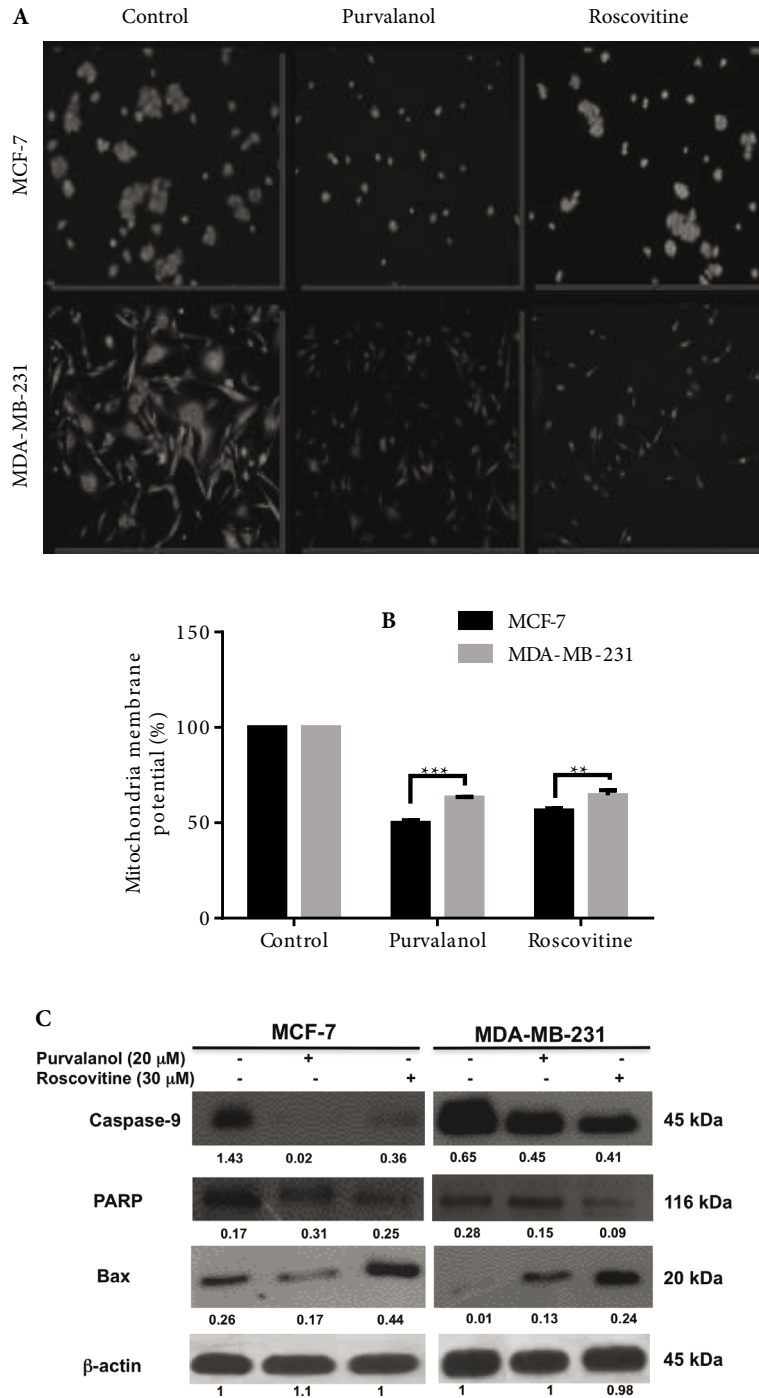 A
Control Purvalanol Roscovitine
MCF-7
MDA-MB-231
B
MCF-7
MDA-MB-231
Mitochondria membrane
potential (%)
150
100
50
0
*** **
Control Purvalanol Roscovitine
C
MCF-7 MDA-MB-231
Purvalanol (20 μM) - + - - + -
Roscovitine (30 μM) - - + - - +
Caspase-9 45 kDa
1.43 0.02 0.36 0.65 0.45 0.41
PARP 116 kDa
0.17 0.31 0.25 0.28 0.15 0.09
Bax 20 kDa
0.26 0.17 0.44 0.01 0.13 0.24
β-actin 45 kDa
1 1.1 1 1 1 0.98